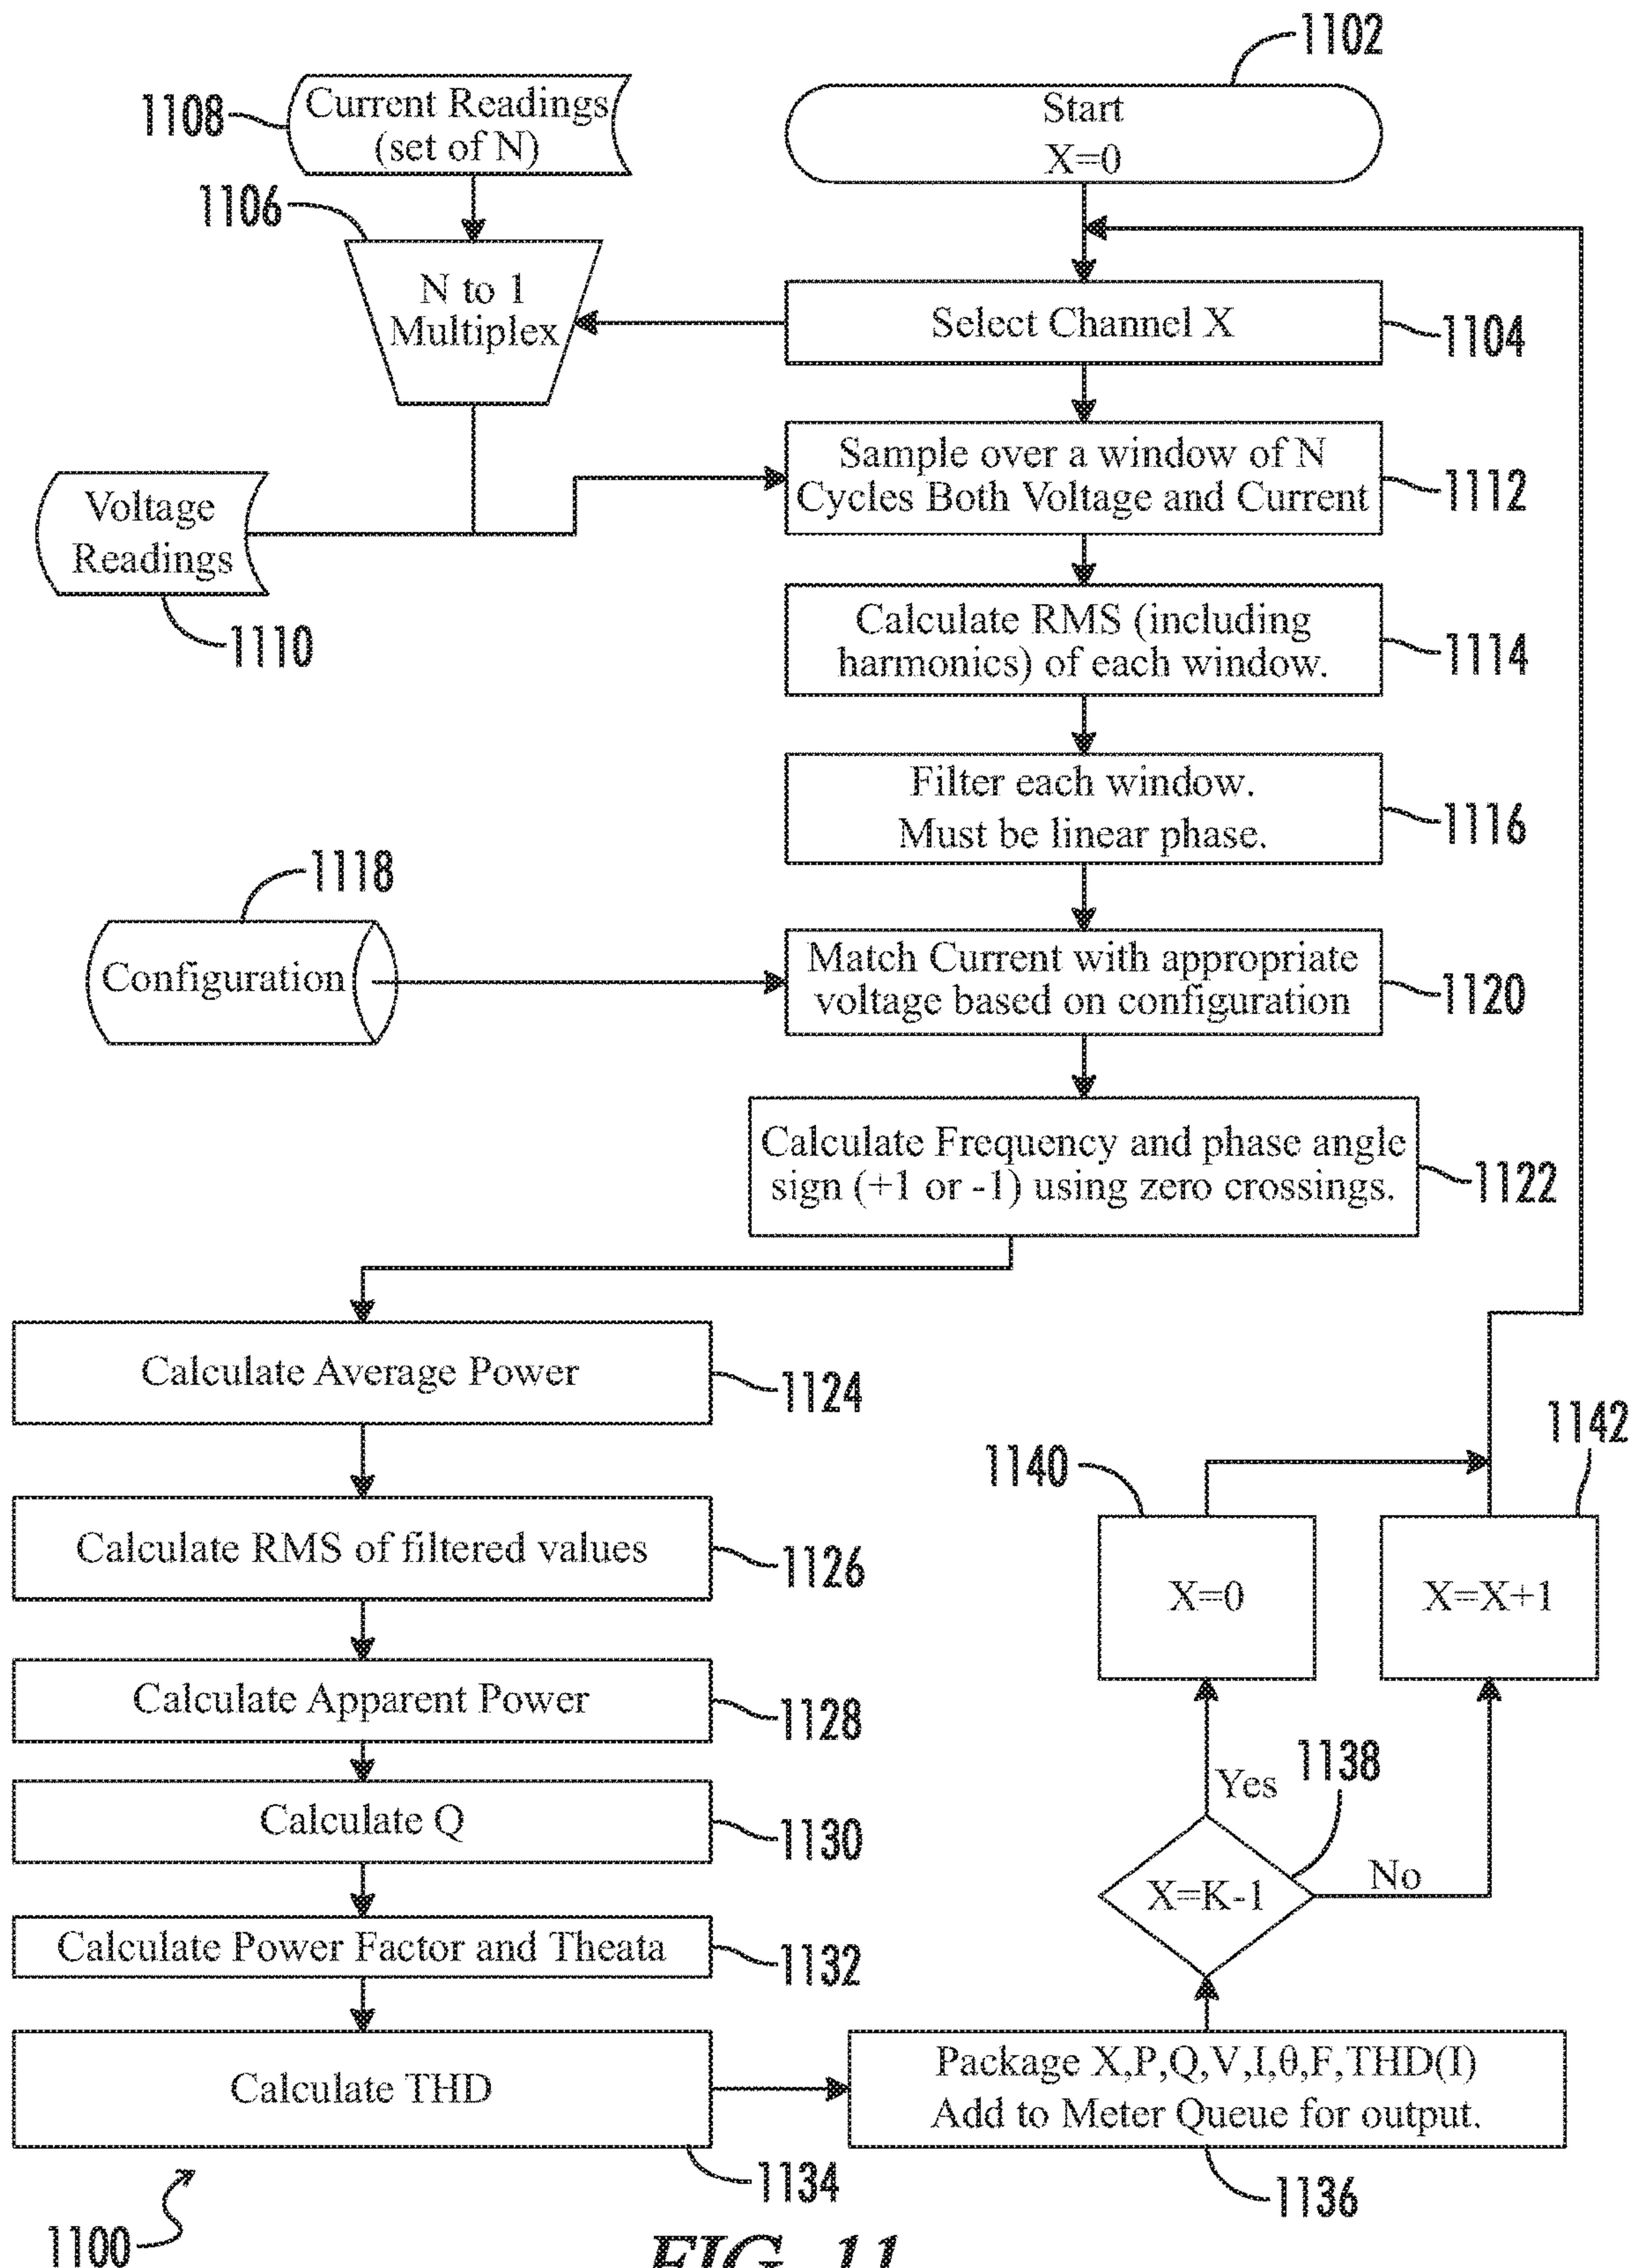 1102
Start
X=0
1108
Current Readings
(set of N)
1106
N to 1
Multiplex
Select Channel X
1104
Voltage
Readings
1110
Sample over a window of N
Cycles Both Voltage and Current
1112
Calculate RMS (including
harmonics) of each window.
1114
Filter each window.
Must be linear phase.
1116
1118
Configuration
Match Current with appropriate
voltage based on configuration
1120
Calculate Frequency and phase angle
sign (+1 or -1) using zero crossings.
1122
Calculate Average Power
1124
Calculate RMS of filtered values
1126
Calculate Apparent Power
1128
Calculate Q
1130
Calculate Power Factor and Theata
1132
Calculate THD
1134
Package X,P,Q,V,I,θ,F,THD(I)
Add to Meter Queue for output.
1136
X=K-1
1138
Yes
No
1140
X=0
1142
X=X+1
1100
FIG. 11